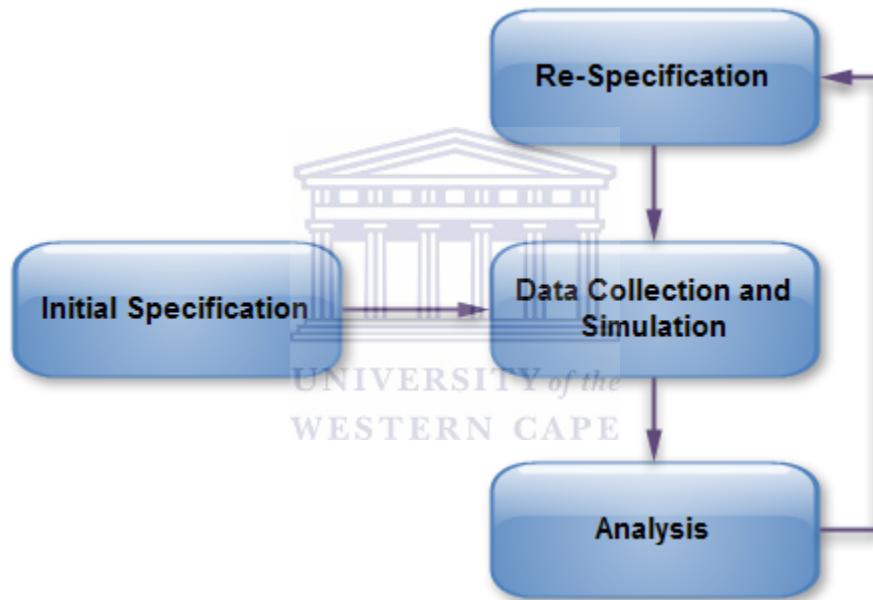 Re-Specification
Initial Specification
Data Collection and
Simulation
UNIVERSITY of the
WESTERN CAPE
Analysis